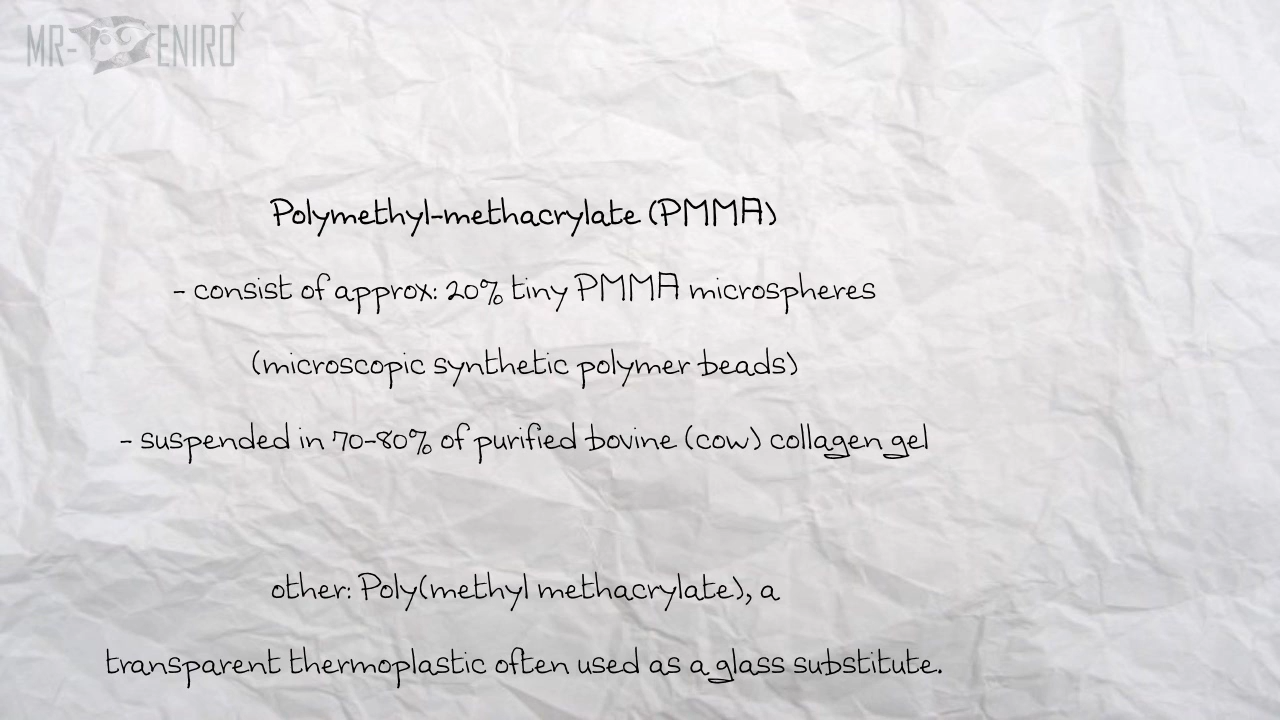 MR- ENIRO X
Polymethyl-methacrylate (PMMA)
- consist of approx: 20% tiny PMMA microspheres
(microscopic synthetic polymer beads)
- suspended in 70-80% of purified bovine (cow) collagen gel
other: Poly(methyl methacrylate), a
transparent thermoplastic often used as a glass substitute.